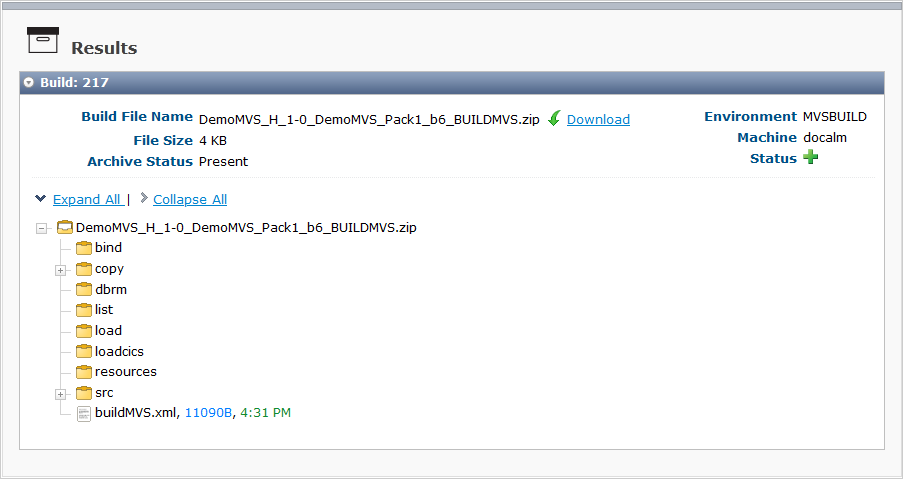 Results
Build: 217
Build File Name DemoMVS_H_1-0_DemoMVS_Pack1_b6_BUILDMVS.zip Download Environment MVSBUILD
File Size 4 KB Machine docalm
Archive Status Present Status
Expand All | Collapse All
DemoMVS_H_1-0_DemoMVS_Pack1_b6_BUILDMVS.zip
bind
copy
dbrm
list
load
loadcics
resources
src
buildMVS.xml, 11090B, 4:31 PM